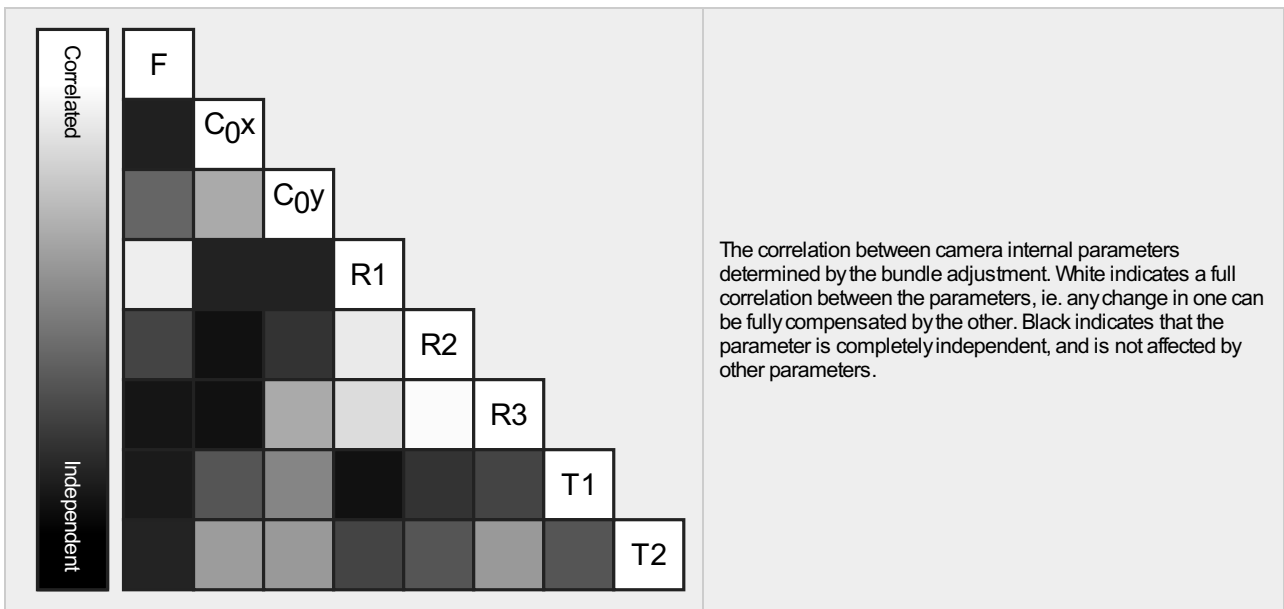 Correlated
Independent
F
C0x
C0y
R1
R2
R3
T1
T2
The correlation between camera internal parameters
determined by the bundle adjustment. White indicates a full
correlation between the parameters, ie. any change in one can
be fully compensated by the other. Black indicates that the
parameter is completely independent, and is not affected by
other parameters.